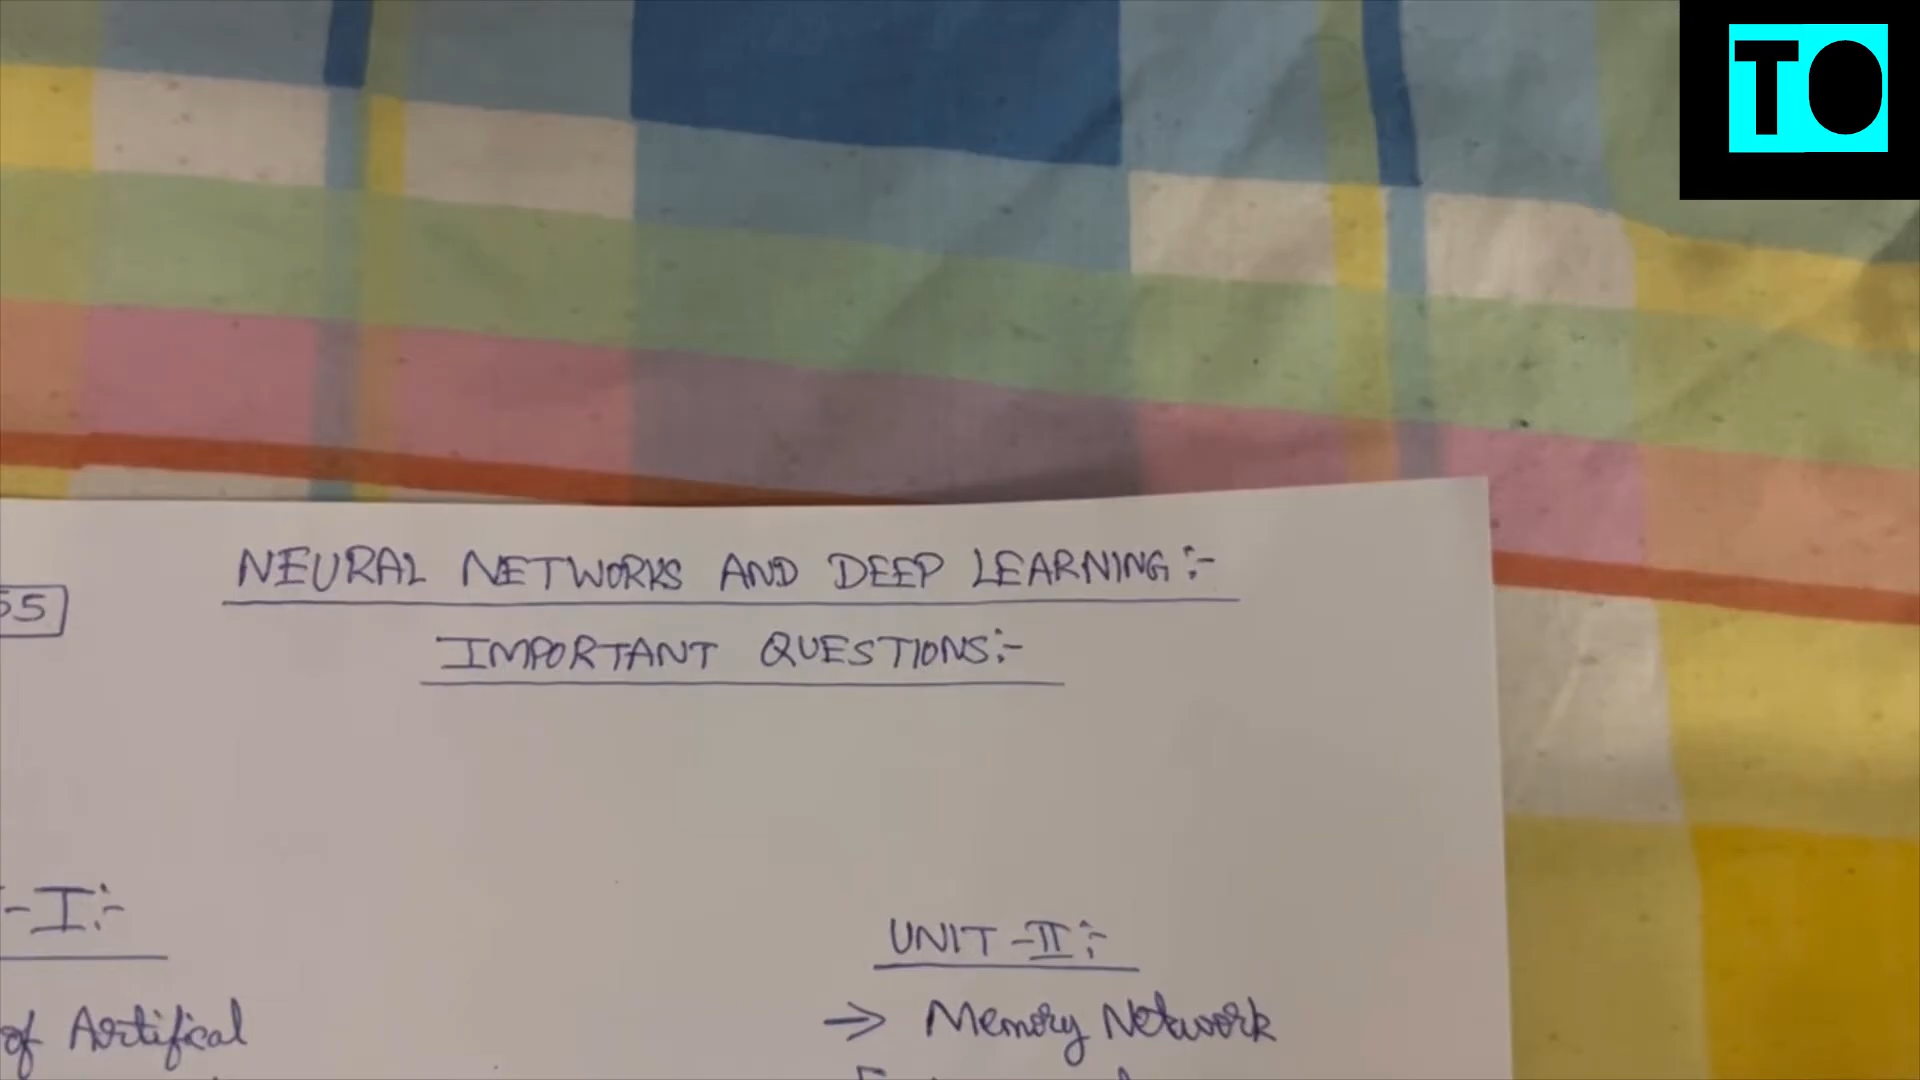 TO
NEURAL NETWORKS AND DEEP LEARNING:-
55
IMPORTANT QUESTIONS:-
-I:-
UNIT-II:-
of Artifical
→ Memory Network